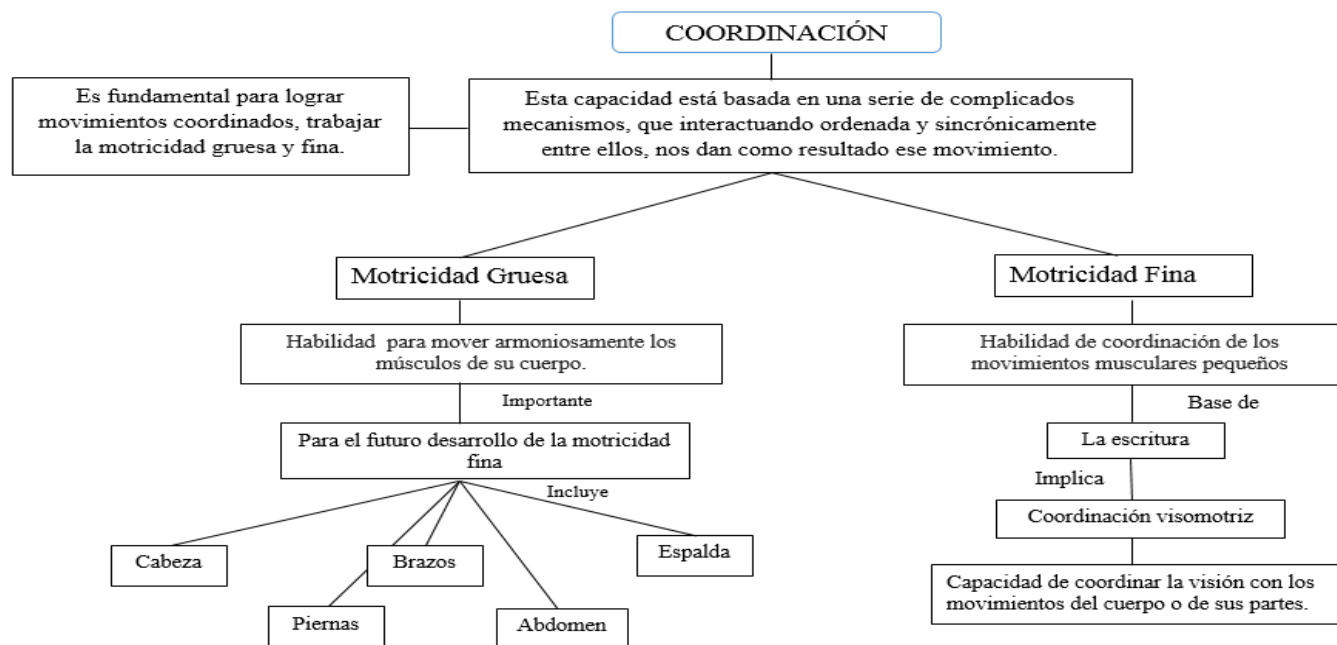 COORDINACIÓN
Es fundamental para lograr
movimientos coordinados, trabajar
la motricidad gruesa y fina.
Esta capacidad está basada en una serie de complicados
mecanismos, que interactuando ordenada y sincrónicamente
entre ellos, nos dan como resultado ese movimiento.
Motricidad Gruesa
Habilidad para mover armoniosamente los
músculos de su cuerpo.
Importante
Para el futuro desarrollo de la motricidad
fina
Incluye
Cabeza
Brazos
Espalda
Piernas
Abdomen
Motricidad Fina
Habilidad de coordinación de los
movimientos musculares pequeños
Base de
La escritura
Implica
Coordinación visomotriz
Capacidad de coordinar la visión con los
movimientos del cuerpo o de sus partes.